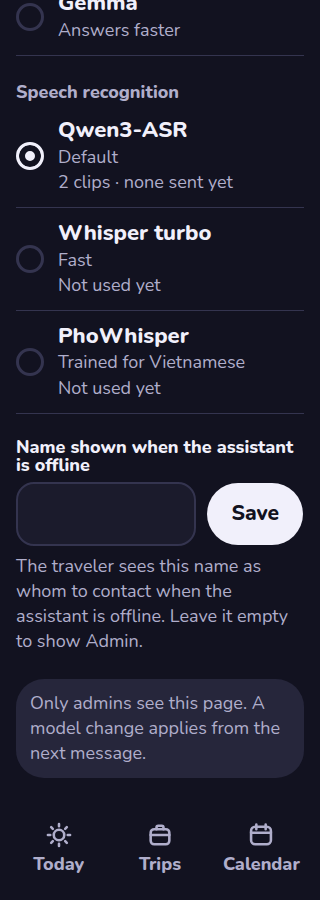 Gemma
Answers faster
Speech recognition
Qwen3-ASR
Default
2 clips · none sent yet
Whisper turbo
Fast
Not used yet
PhoWhisper
Trained for Vietnamese
Not used yet
Name shown when the assistant
is offline
Save
The traveler sees this name as
whom to contact when the
assistant is offline. Leave it empty
to show Admin.
Only admins see this page. A
model change applies from the
next message.
Today
Trips
Calendar